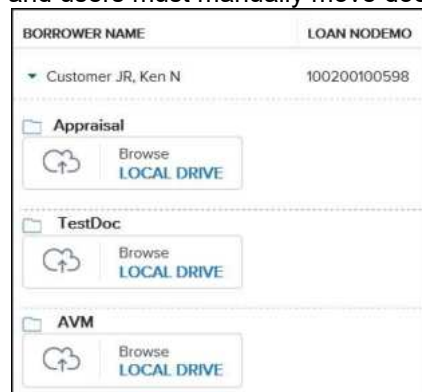 and users must manually move doc
BORROWER NAME LOAN NODEMO
Customer JR, Ken N 100200100598
Appraisal
Browse
LOCAL DRIVE
TestDoc
Browse
LOCAL DRIVE
AVM
Browse
LOCAL DRIVE